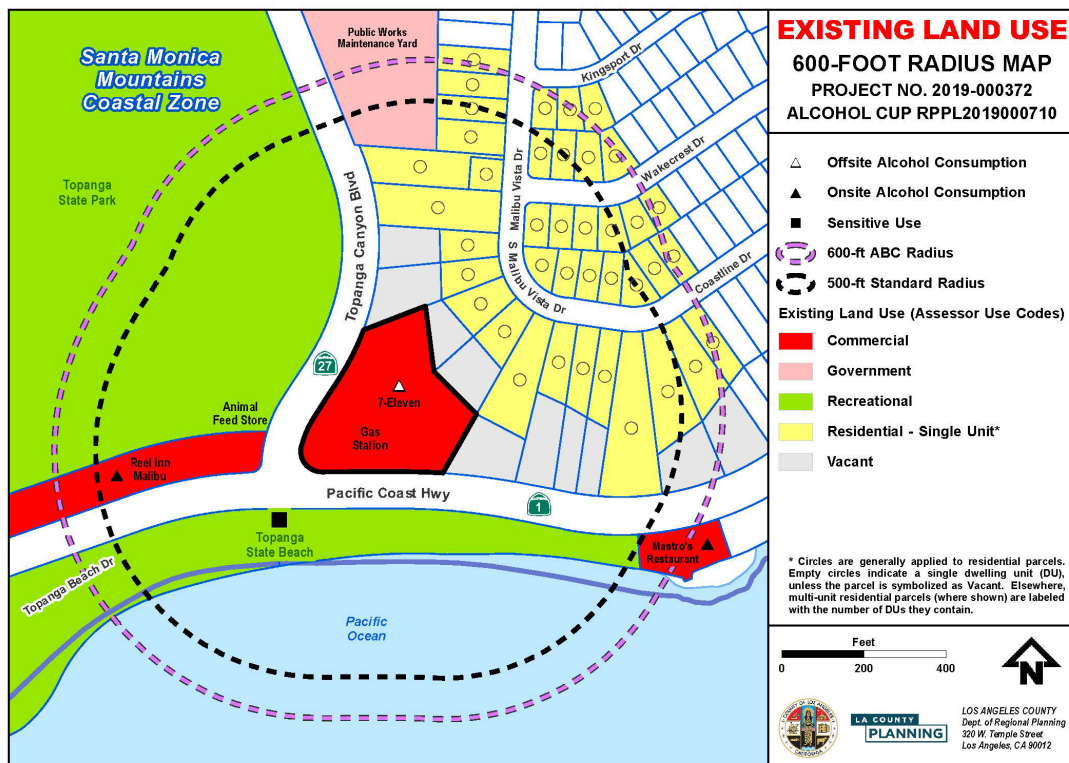 Santa Monica
Mountains
Coastal Zone
Public Works
Maintenance Yard
Kingsport Dr
Topanga
State Park
Topanga Canyon Blvd
Malibu Vista Dr
Wakecrest Dr
S Malibu Vista Dr
Coastline Dr
27
Animal
Feed Store
7-Eleven
Gas
Station
Reel Inn
Malibu
Pacific Coast Hwy
1
Topanga
State Beach
Mastro's
Restaurant
Topanga Beach Dr
Pacific
Ocean
EXISTING LAND USE
600-FOOT RADIUS MAP
PROJECT NO. 2019-000372
ALCOHOL CUP RPPL2019000710
Offsite Alcohol Consumption
Onsite Alcohol Consumption
Sensitive Use
600-ft ABC Radius
500-ft Standard Radius
Existing Land Use (Assessor Use Codes)
Commercial
Government
Recreational
Residential - Single Unit*
Vacant
* Circles are generally applied to residential parcels.
Empty circles indicate a single dwelling unit (DU),
unless the parcel is symbolized as Vacant. Elsewhere,
multi-unit residential parcels (where shown) are labeled
with the number of DUs they contain.
Feet
0 200 400
N
LA COUNTY
PLANNING
LOS ANGELES COUNTY
Dept. of Regional Planning
320 W. Temple Street
Los Angeles, CA 90012